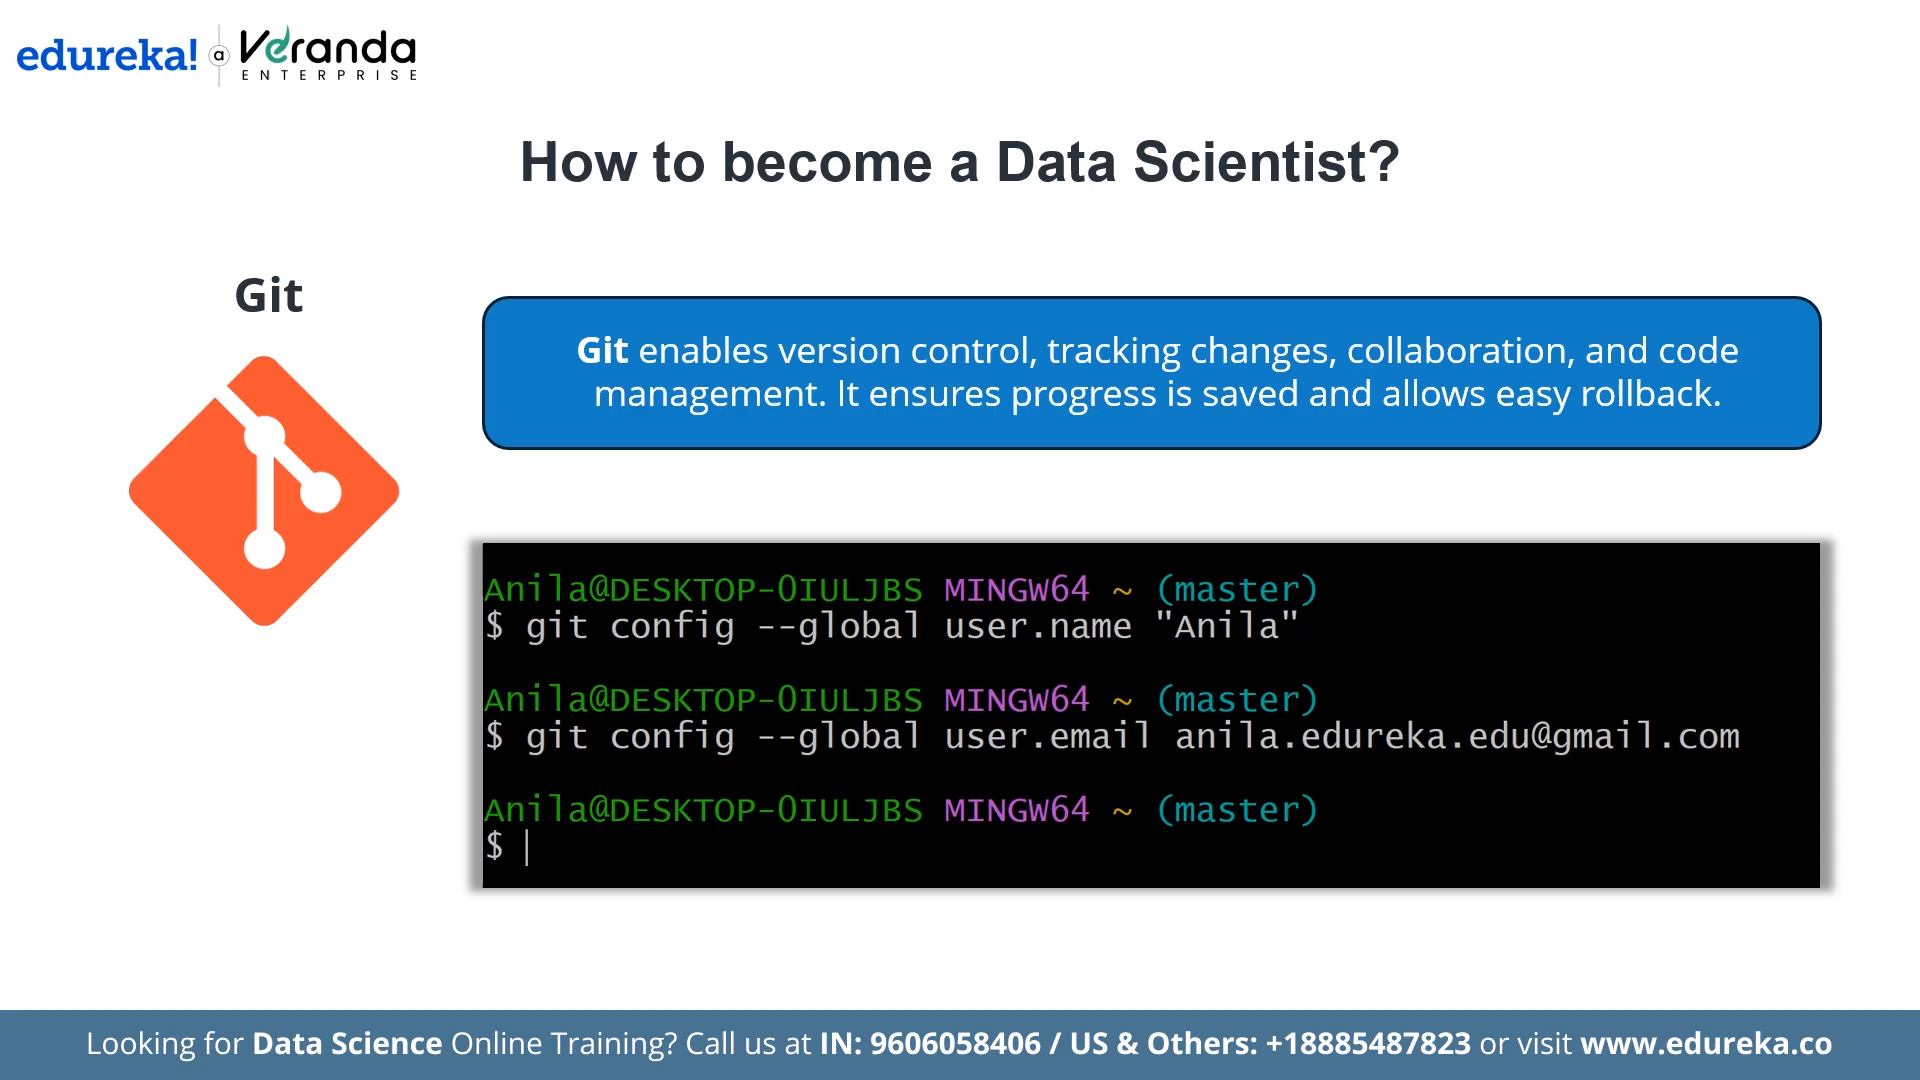 edureka! a Veranda
ENTERPRISE
How to become a Data Scientist?
Git
Git enables version control, tracking changes, collaboration, and code
management. It ensures progress is saved and allows easy rollback.
Anila@DESKTOP-0IULJBS MINGW64 ~ (master)
$ git config --global user.name "Anila"
Anila@DESKTOP-0IULJBS MINGW64 ~ (master)
$ git config --global user.email anila.edureka.edu@gmail.com
Anila@DESKTOP-0IULJBS MINGW64 ~ (master)
$
Looking for Data Science Online Training? Call us at IN: 9606058406 / US & Others: +18885487823 or visit www.edureka.co